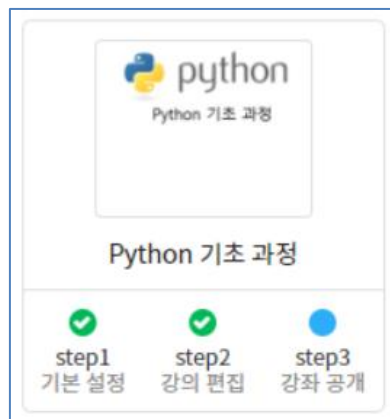 python
Python 기초 과정
Python 기초 과정
step1 step2 step3
기본 설정 강의 편집 강좌 공개